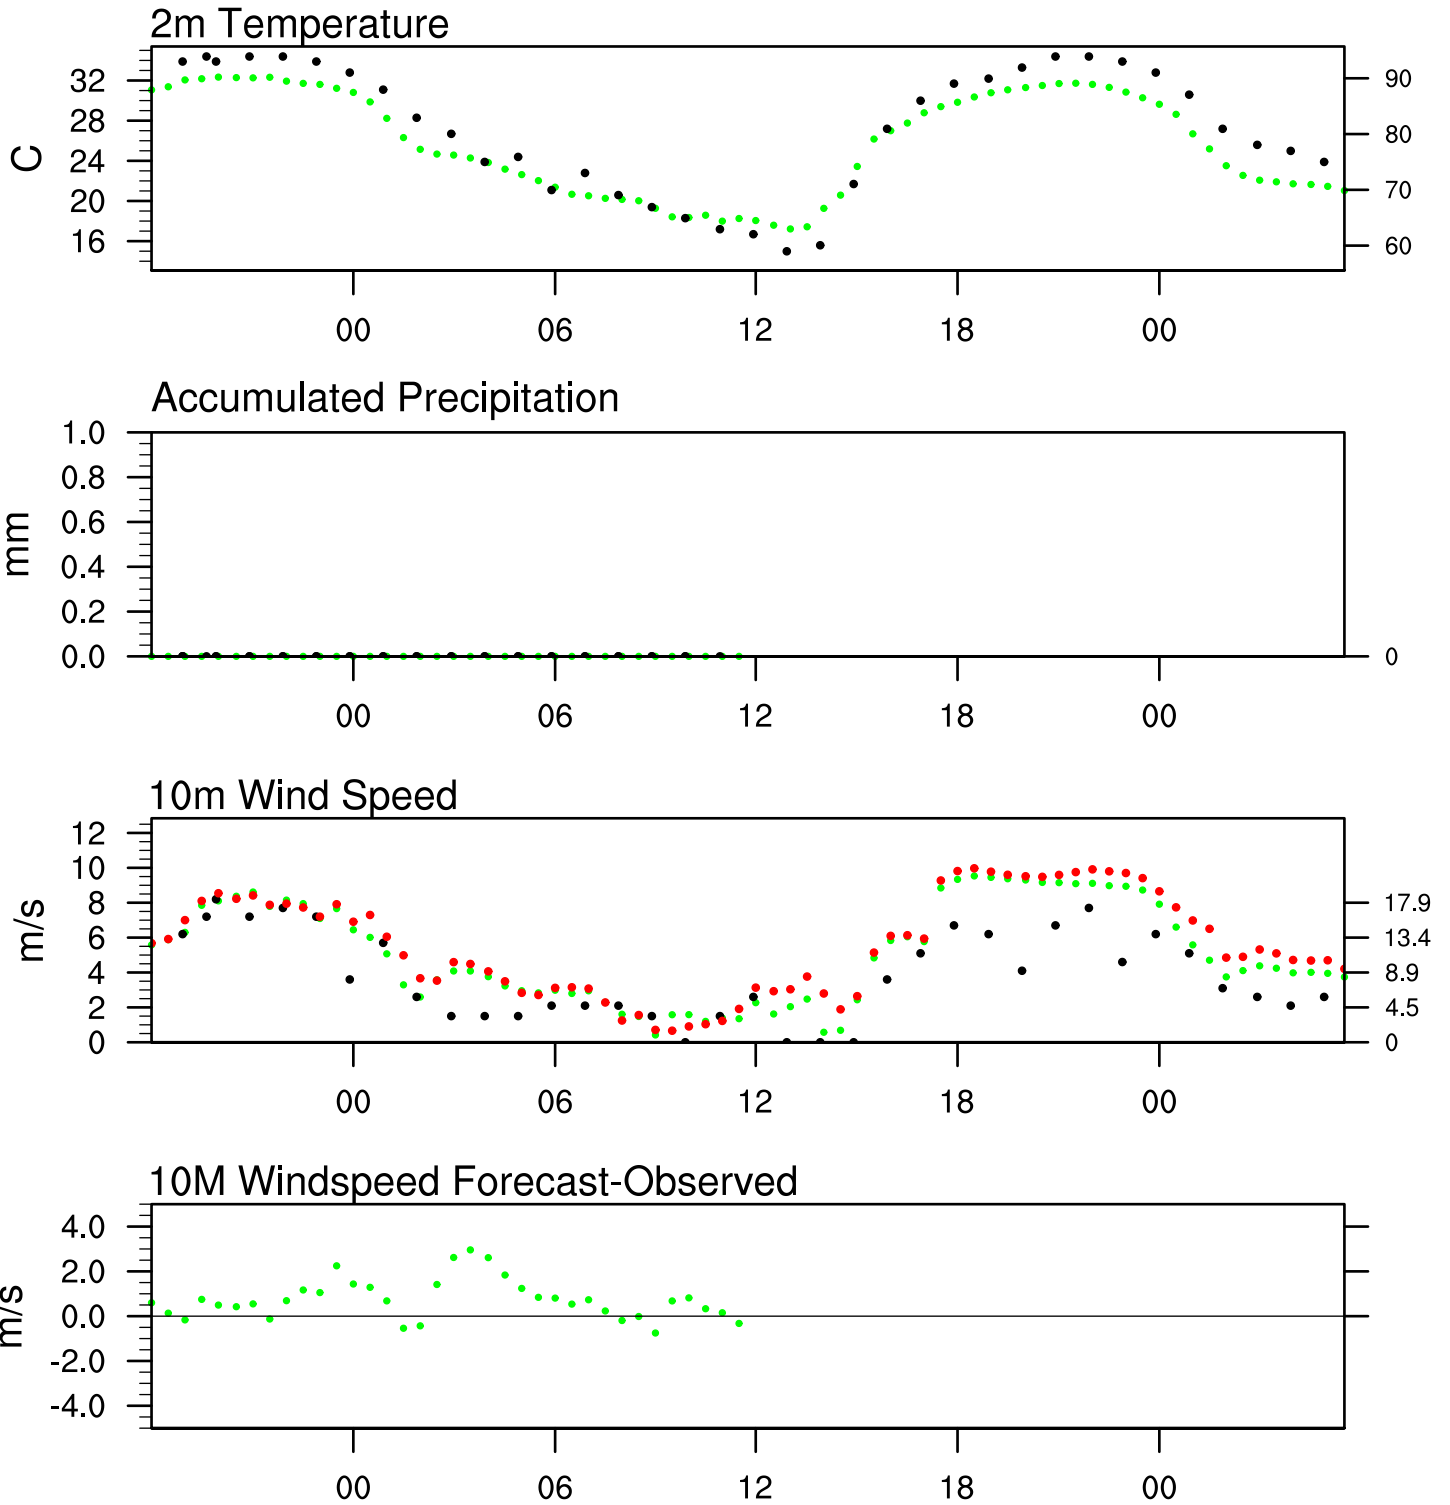 2m Temperature
C
32
28
24
20
16
90
80
70
60
00 06 12 18 00
Accumulated Precipitation
mm
1.0
0.8
0.6
0.4
0.2
0.0
0
00 06 12 18 00
10m Wind Speed
m/s
12
10
8
6
4
2
0
17.9
13.4
8.9
4.5
0
00 06 12 18 00
10M Windspeed Forecast-Observed
m/s
4.0
2.0
0.0
-2.0
-4.0
00 06 12 18 00